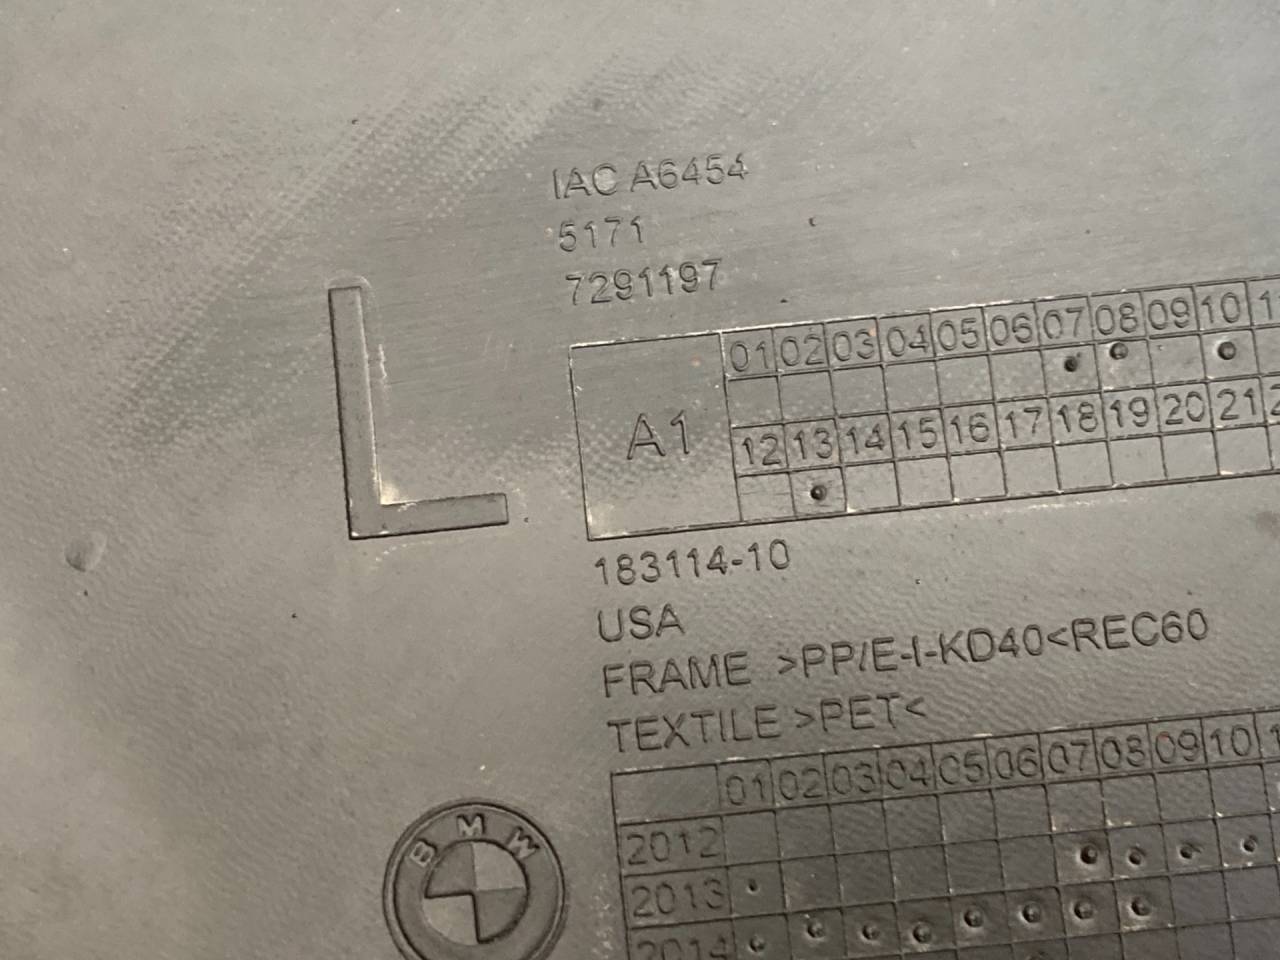 IAC A6454
5171
7291197
L
A1
01 02 03 04 05 06 07 08 09 10
12 13 14 15 16 17 18 19 20 21
183114-10
USA
FRAME >PP/E-I-KD40<REC60
TEXTILE >PET<
01 02 03 04 05 06 07 08 09 10
2012
2013
2014
BMW